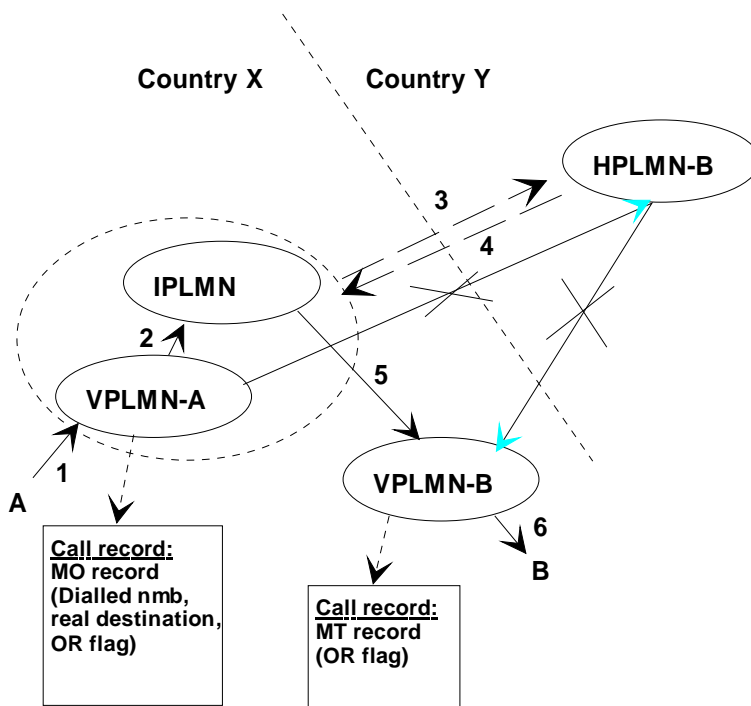 Country X
Country Y
HPLMN-B
3
4
IPLMN
2
5
VPLMN-A
1
A
VPLMN-B
6
B
Call record:
MO record
(Dialled nmb,
real destination,
OR flag)
Call record:
MT record
(OR flag)